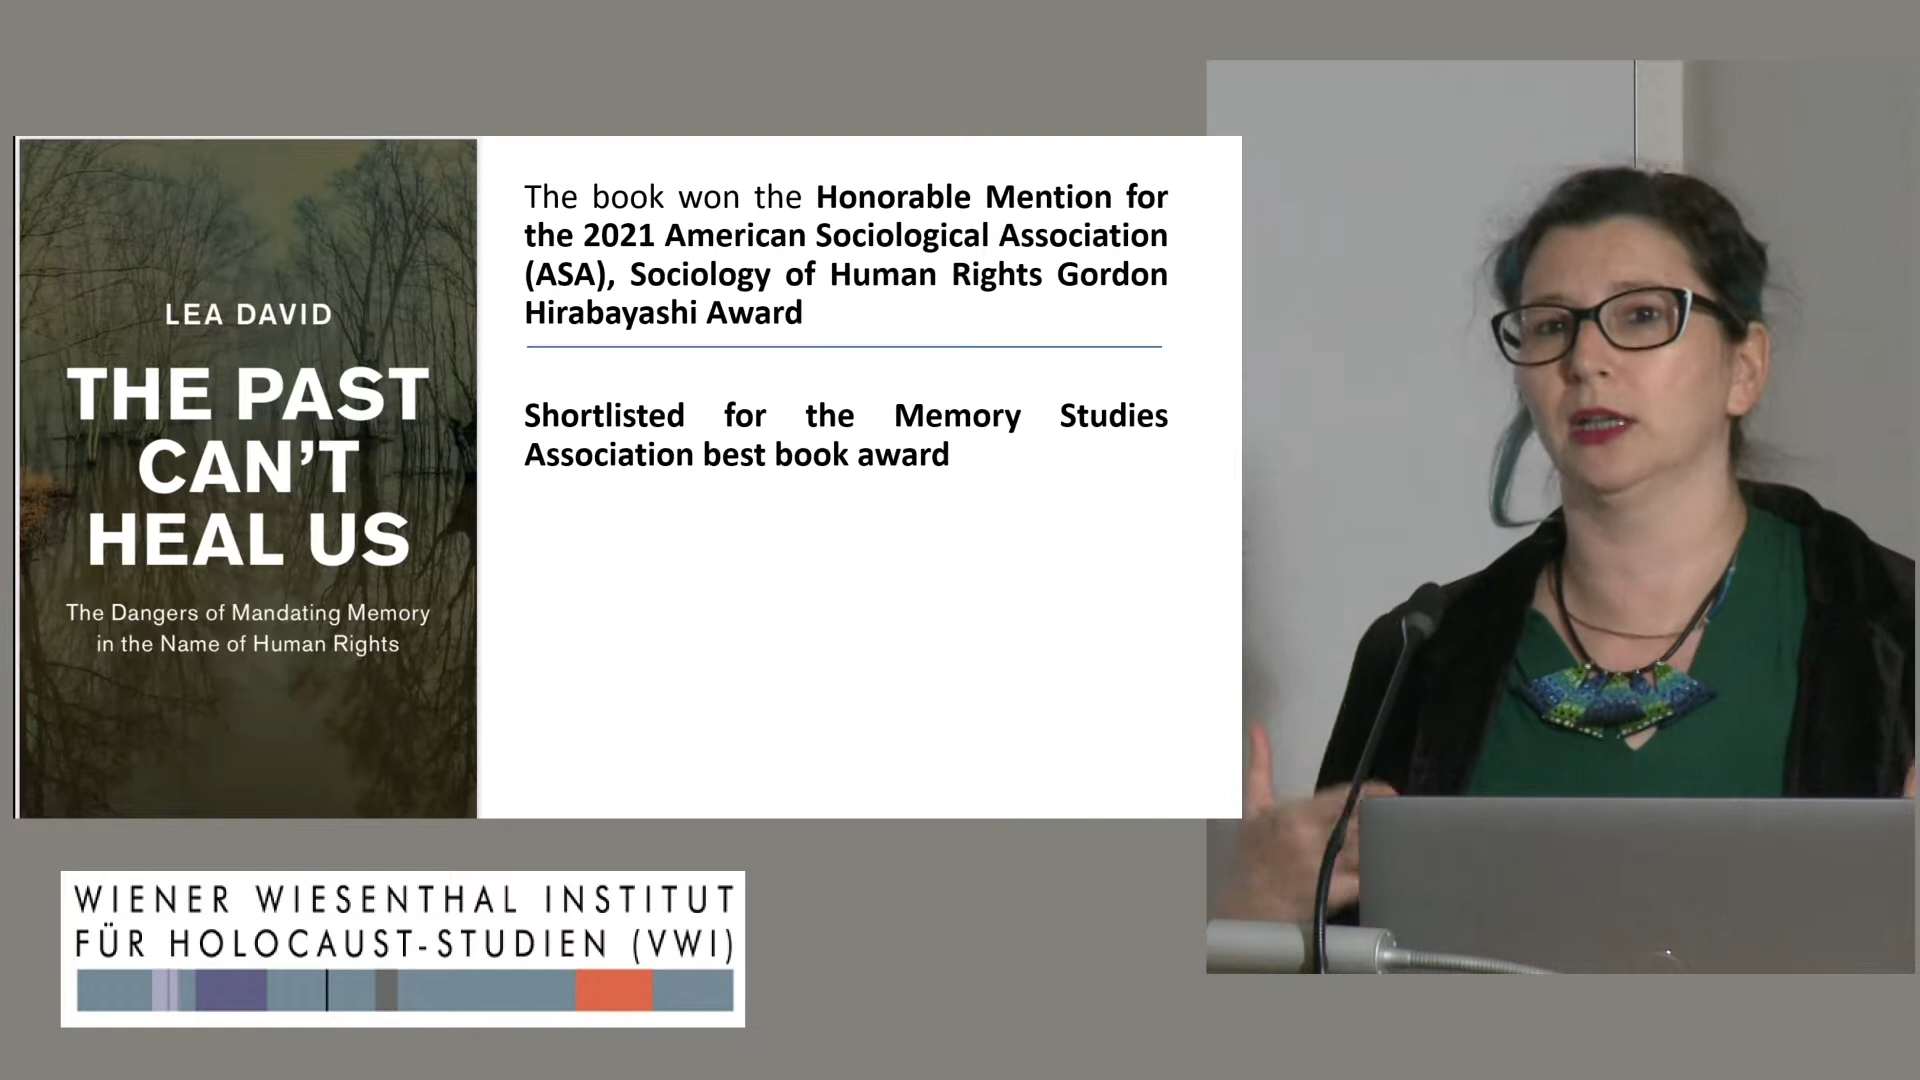 LEA DAVID
THE PAST
CAN'T
HEAL US
The Dangers of Mandating Memory
in the Name of Human Rights
The book won the Honorable Mention for
the 2021 American Sociological Association
(ASA), Sociology of Human Rights Gordon
Hirabayashi Award
Shortlisted for the Memory Studies
Association best book award
WIENER WIESENTHAL INSTITUT
FÜR HOLOCAUST-STUDIEN (VWI)